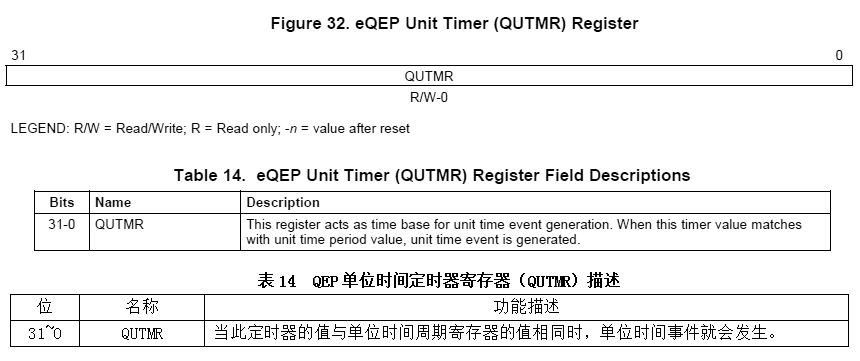 Figure 32. eQEP Unit Timer (QUTMR) Register
31 0
QUTMR
R/W-0
LEGEND: R/W = Read/Write; R = Read only; -n = value after reset
Table 14. eQEP Unit Timer (QUTMR) Register Field Descriptions
Bits Name Description
31-0 QUTMR This register acts as time base for unit time event generation. When this timer value matches
with unit time period value, unit time event is generated.
表14 QEP单位时间定时器寄存器（QUTMR）描述
位 名称 功能描述
31~0 QUTMR 当此定时器的值与单位时间周期寄存器的值相同时，单位时间事件就会发生。